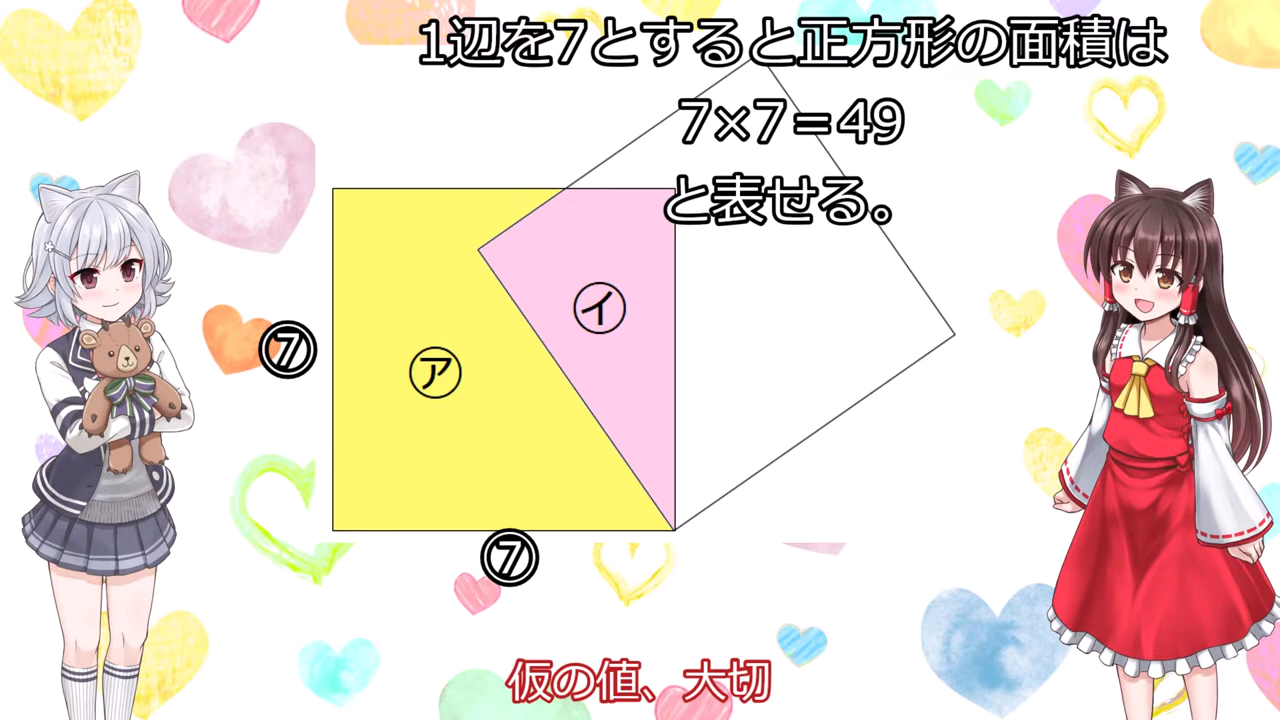 1辺を7とすると正方形の面積は
7×7=49
と表せる。
㋑
㋐
⑦
⑦
仮の値、大切